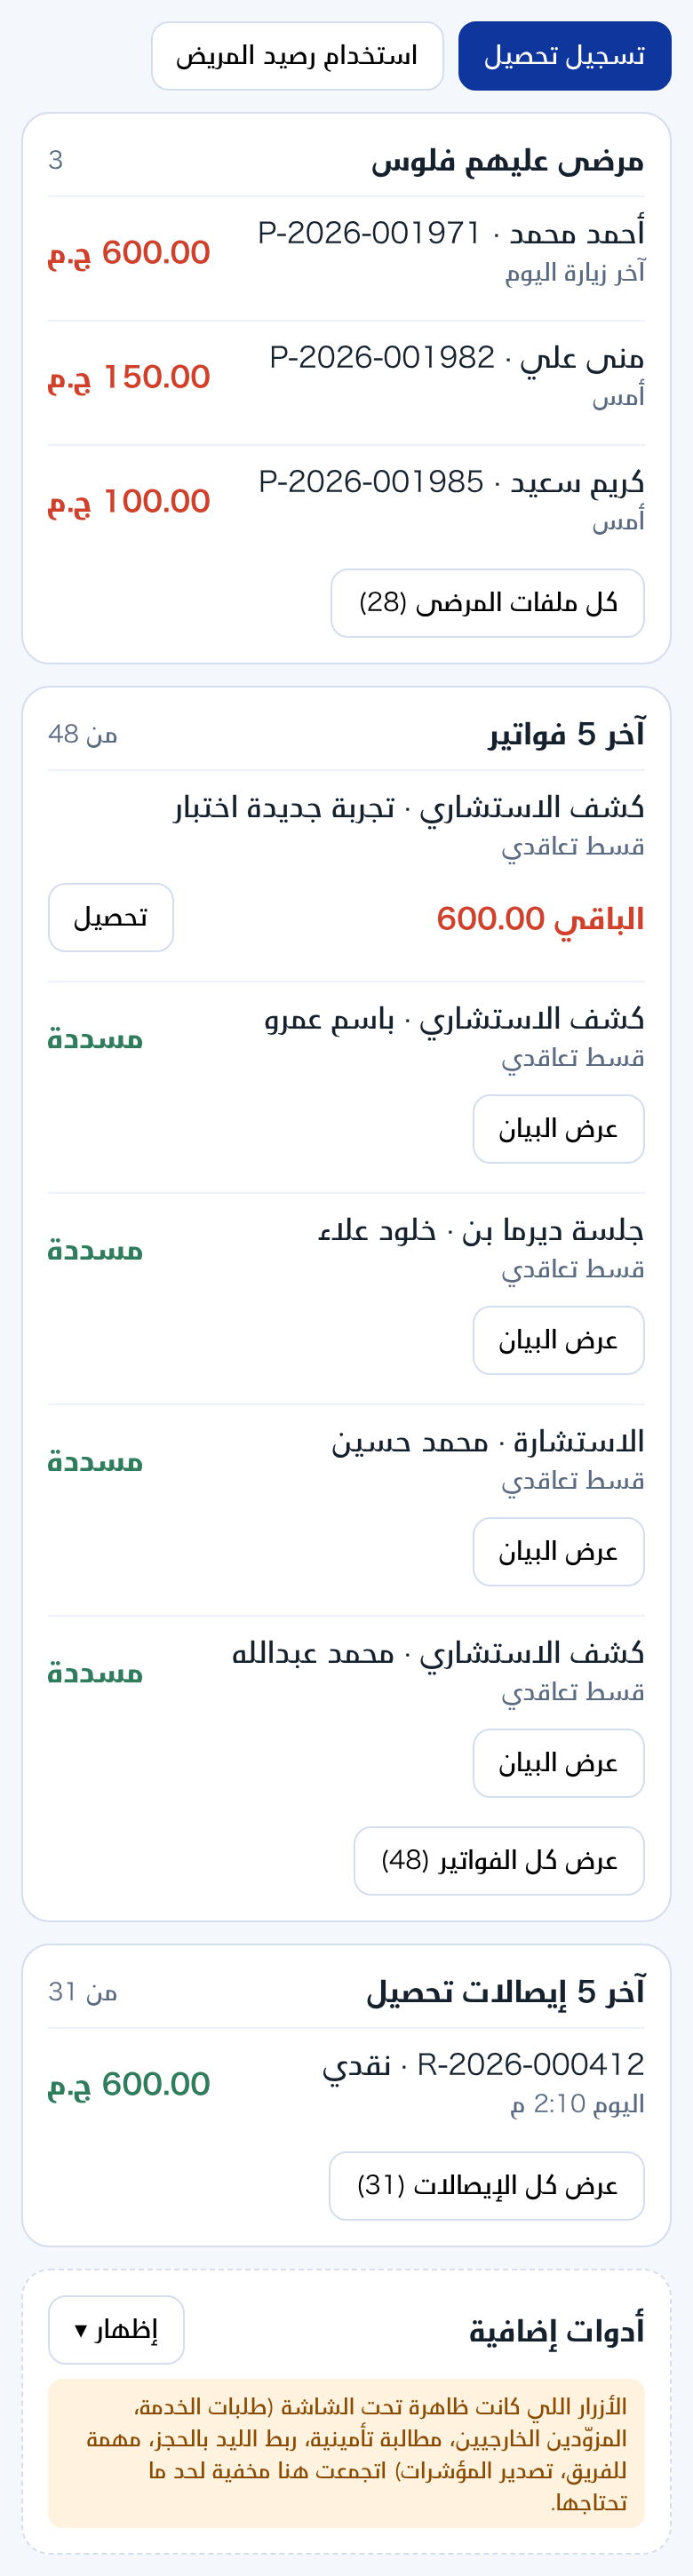 تسجيل تحصيل
استخدام رصيد المريض
مرضى عليهم فلوس
3
أحمد محمد · P-2026-001971
آخر زيارة اليوم
600.00 ج.م
منى علي · P-2026-001982
أمس
150.00 ج.م
كريم سعيد · P-2026-001985
أمس
100.00 ج.م
كل ملفات المرضى (28)
آخر 5 فواتير
من 48
كشف الاستشاري · تجربة جديدة اختبار
قسط تعاقدي
الباقي 600.00
تحصيل
كشف الاستشاري · باسم عمرو
قسط تعاقدي
مسددة
عرض البيان
جلسة ديرما بن · خلود علاء
قسط تعاقدي
مسددة
عرض البيان
الاستشارة · محمد حسين
قسط تعاقدي
مسددة
عرض البيان
كشف الاستشاري · محمد عبدالله
قسط تعاقدي
مسددة
عرض البيان
عرض كل الفواتير (48)
آخر 5 إيصالات تحصيل
من 31
R-2026-000412 · نقدي
اليوم 2:10 م
600.00 ج.م
عرض كل الإيصالات (31)
أدوات إضافية
إظهار ▾
الأزرار اللي كانت ظاهرة تحت الشاشة (طلبات الخدمة،
المزوّدين الخارجيين، مطالبة تأمينية، ربط الليد بالحجز، مهمة
للفريق، تصدير المؤشرات) اتجمعت هنا مخفية لحد ما
تحتاجها.